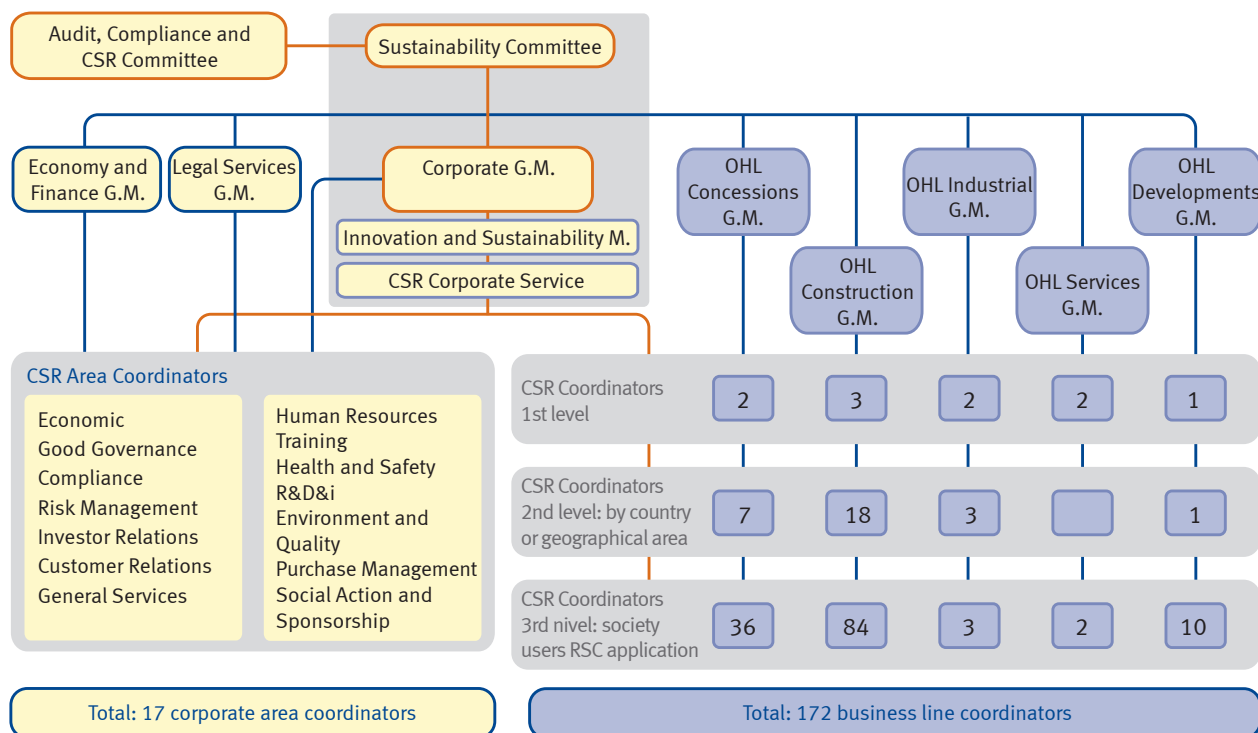 Audit, Compliance and
CSR Committee
Sustainability Committee
Economy and
Finance G.M.
Legal Services
G.M.
Corporate G.M.
Innovation and Sustainability M.
CSR Corporate Service
OHL
Concessions
G.M.
OHL
Construction
G.M.
OHL Industrial
G.M.
OHL Services
G.M.
OHL
Developments
G.M.
CSR Area Coordinators
Economic
Good Governance
Compliance
Risk Management
Investor Relations
Customer Relations
General Services
Human Resources
Training
Health and Safety
R&D&i
Environment and
Quality
Purchase Management
Social Action and
Sponsorship
CSR Coordinators
1st level
2
3
2
2
1
CSR Coordinators
2nd level: by country
or geographical area
7
18
3
1
CSR Coordinators
3rd nivel: society
users RSC application
36
84
3
2
10
Total: 17 corporate area coordinators
Total: 172 business line coordinators